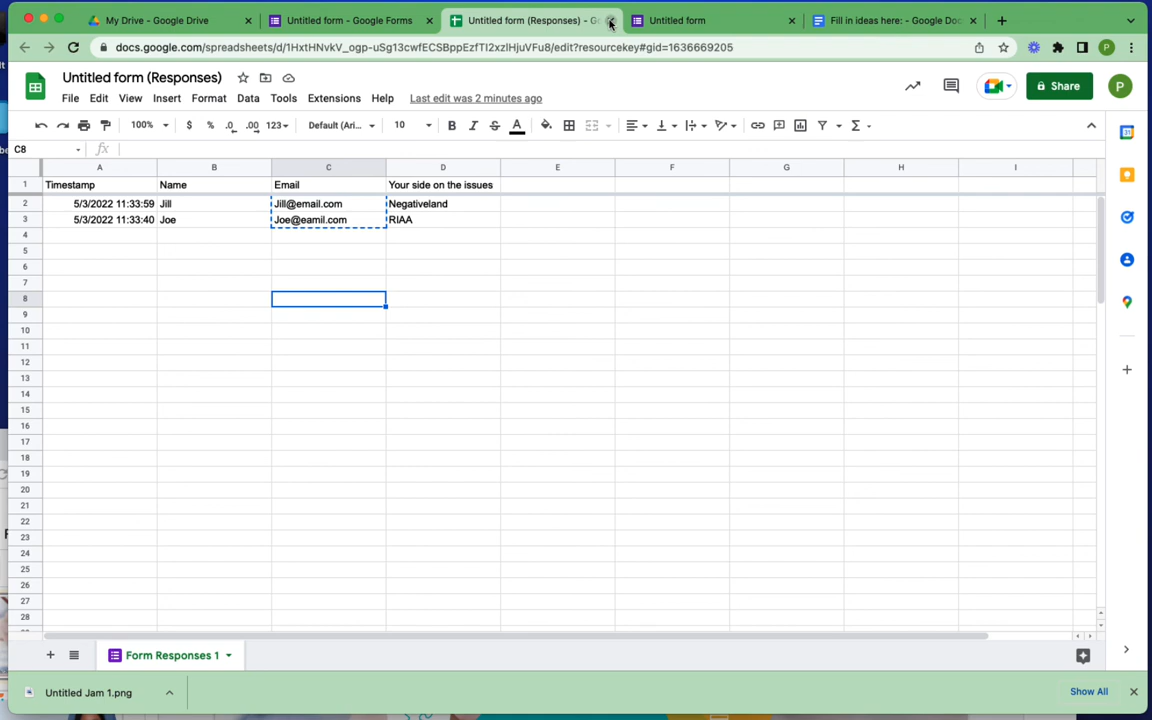 My Drive - Google Drive
Untitled form - Google Forms
Untitled form (Responses) - Go
Untitled form
Fill in ideas here: - Google Doc
docs.google.com/spreadsheets/d/1HxtHNvkV_ogp-uSg13cwfECSBppEzfTI2xzlHjuVFu8/edit?resourcekey#gid=1636669205
P
Untitled form (Responses)
Share
P
File Edit View Insert Format Data Tools Extensions Help Last edit was 2 minutes ago
100% $ % .0 .00 123 Default (Ari... 10 B I S A Σ
C8 fx
A B C D E F G H I
1 Timestamp Name Email Your side on the issues
2 5/3/2022 11:33:59 Jill Jill@email.com Negativeland
3 5/3/2022 11:33:40 Joe Joe@eamil.com RIAA
4
5
6
7
8
9
10
11
12
13
14
15
16
17
18
19
20
21
22
23
24
25
26
27
28
Form Responses 1
Untitled Jam 1.png
Show All